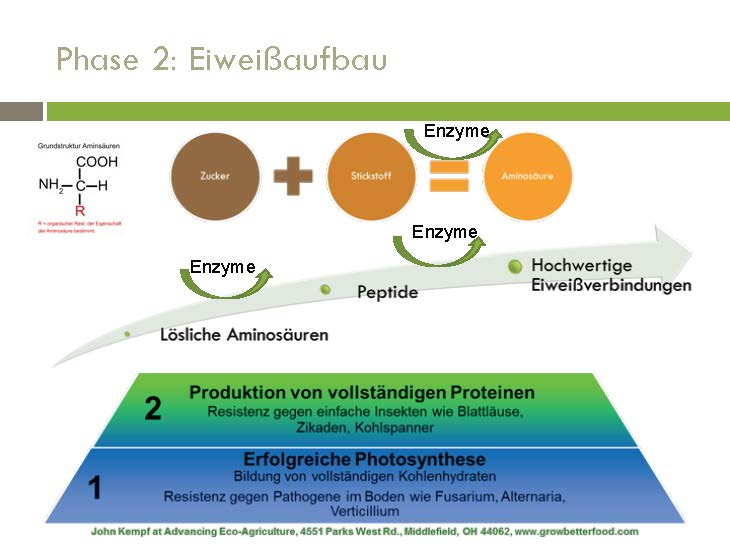 Phase 2: Eiweißaufbau
Grundstruktur Aminsäuren
COOH
NH2–C–H
R
R = organischer Rest, der Eigenschaft
der Aminosäure bestimmt.
Zucker
Stickstoff
Enzyme
Aminosäure
Enzyme
Enzyme
Hochwertige
Eiweißverbindungen
Peptide
Lösliche Aminosäuren
2
Produktion von vollständigen Proteinen
Resistenz gegen einfache Insekten wie Blattläuse,
Zikaden, Kohlspanner
1
Erfolgreiche Photosynthese
Bildung von vollständigen Kohlenhydraten
Resistenz gegen Pathogene im Boden wie Fusarium, Alternaria,
Verticillium
John Kempf at Advancing Eco-Agriculture, 4551 Parks West Rd., Middlefield, OH 44062, www.growbetterfood.com